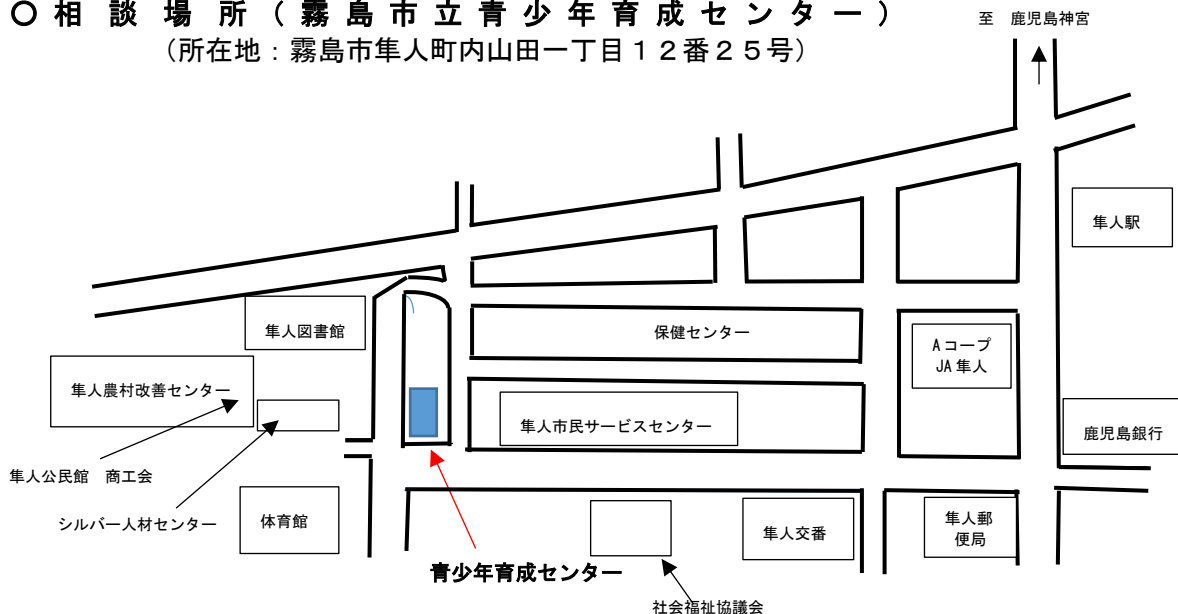 ○相談場所(霧島市立青少年育成センター)
(所在地:霧島市隼人町内山田一丁目12番25号)
至 鹿児島神宮
隼人駅
隼人図書館
保健センター
Aコープ
JA隼人
隼人農村改善センター
隼人市民サービスセンター
鹿児島銀行
隼人公民館 商工会
シルバー人材センター
体育館
隼人交番
隼人郵
便局
青少年育成センター
社会福祉協議会